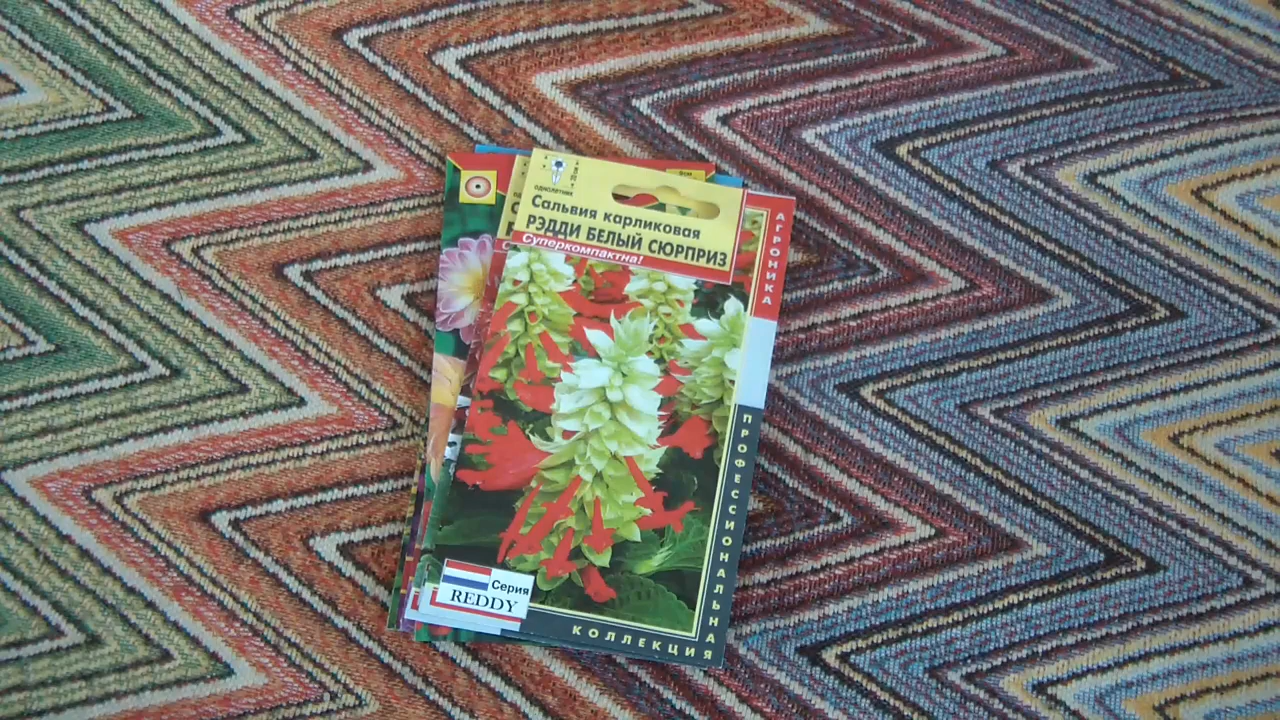 ОДНОЛЕТНИК
Сальвия карликовая
РЭДДИ БЕЛЫЙ СЮРПРИЗ
Суперкомпактна!
АГРОНИКА
ПРОФЕССИОНАЛЬНАЯ
КОЛЛЕКЦИЯ
Серия
REDDY